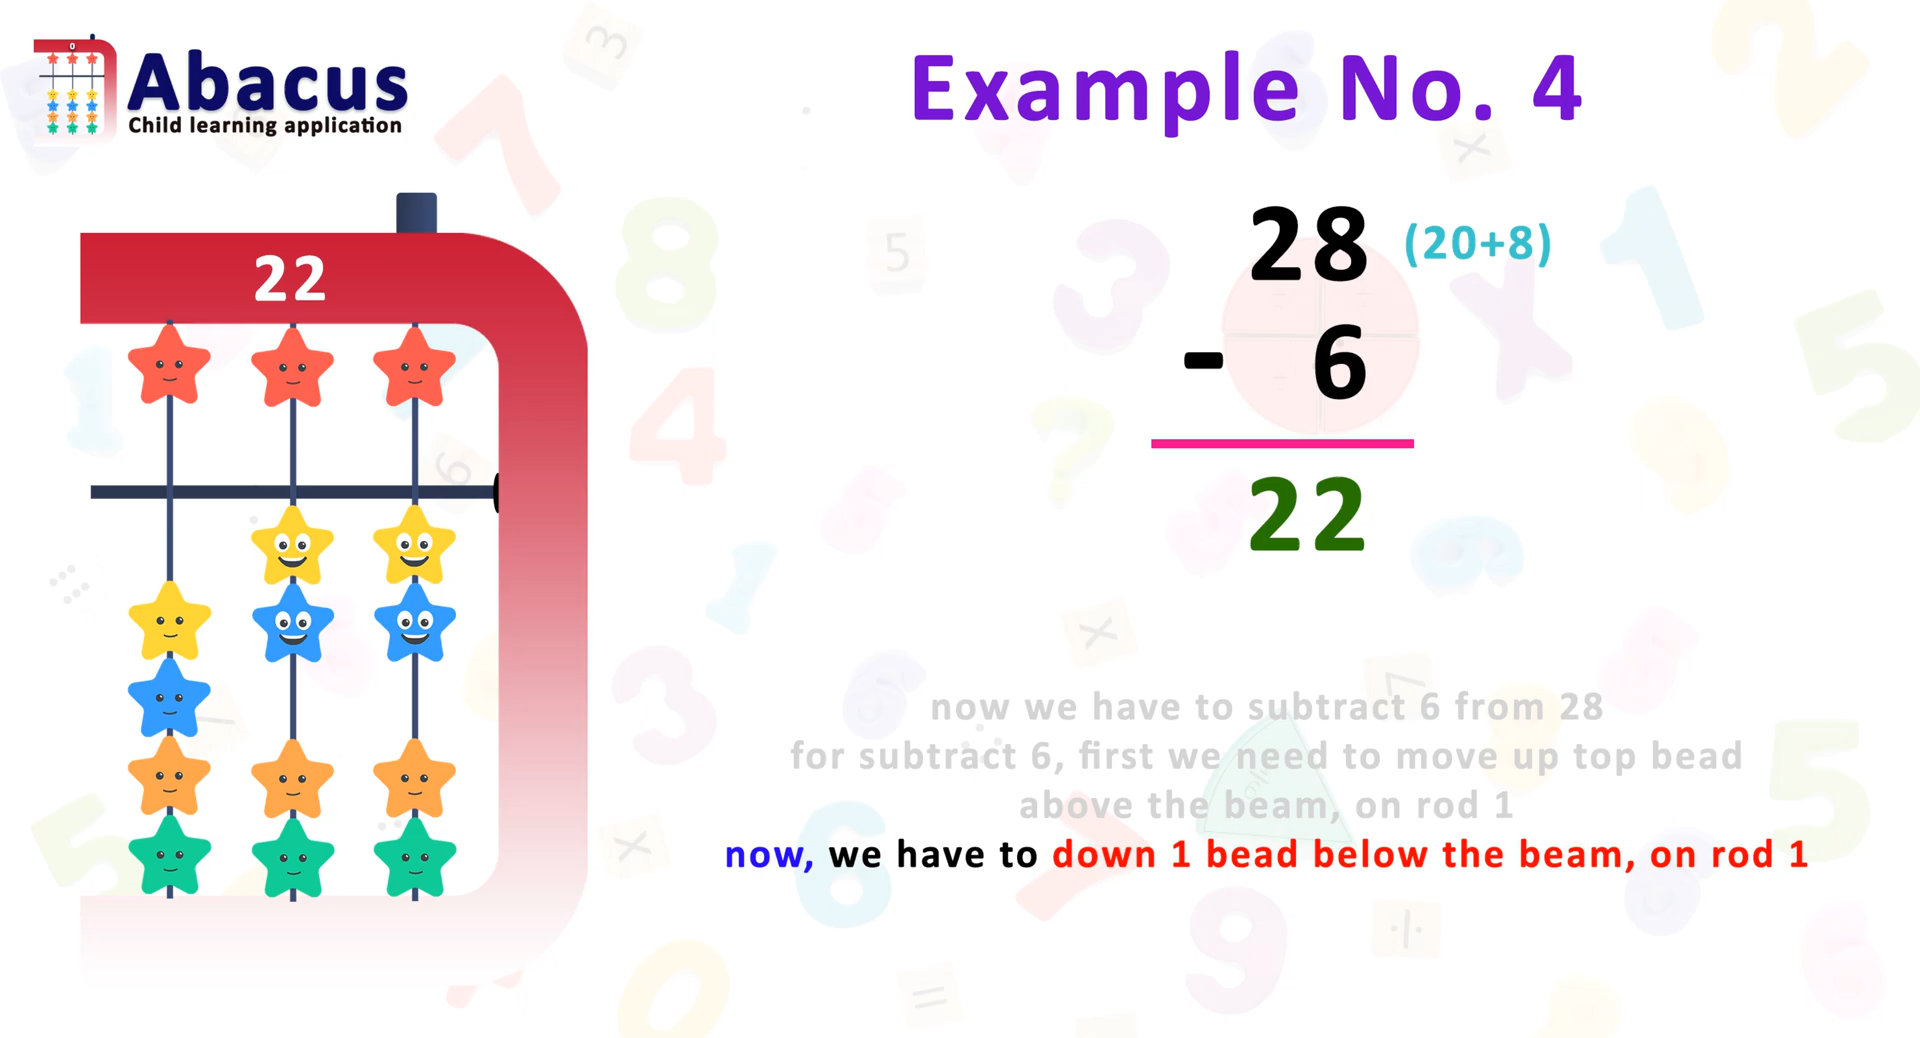 Abacus
Child learning application
Example No. 4
22
28 (20+8)
- 6
22
now we have to subtract 6 from 28
for subtract 6, first we need to move up top bead
above the beam, on rod 1
now, we have to down 1 bead below the beam, on rod 1